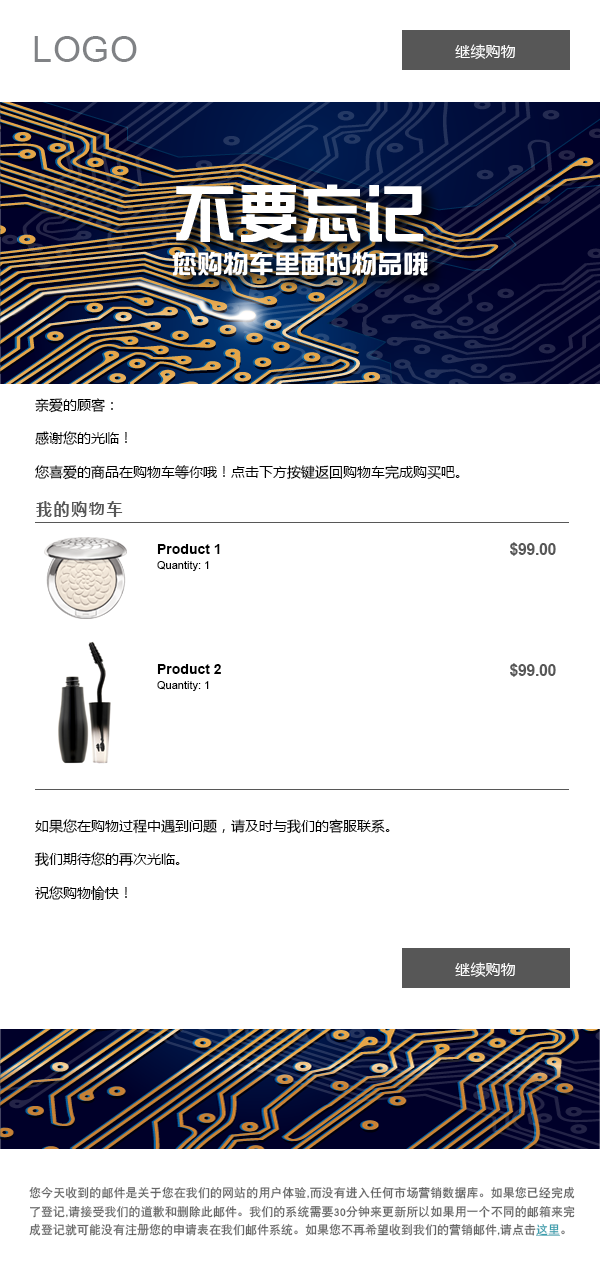 LOGO
继续购物
不要忘记
您购物车里面的物品哦
亲爱的顾客：
感谢您的光临！
您喜爱的商品在购物车等你哦！点击下方按键返回购物车完成购买吧。
我的购物车
Product 1
$99.00
Quantity: 1
Product 2
$99.00
Quantity: 1
如果您在购物过程中遇到问题，请及时与我们的客服联系。
我们期待您的再次光临。
祝您购物愉快！
继续购物
您今天收到的邮件是关于您在我们的网站的用户体验,而没有进入任何市场营销数据库。如果您已经完成
了登记,请接受我们的道歉和删除此邮件。我们的系统需要30分钟来更新所以如果用一个不同的邮箱来完
成登记就可能没有注册您的申请表在我们邮件系统。如果您不再希望收到我们的营销邮件,请点击这里。